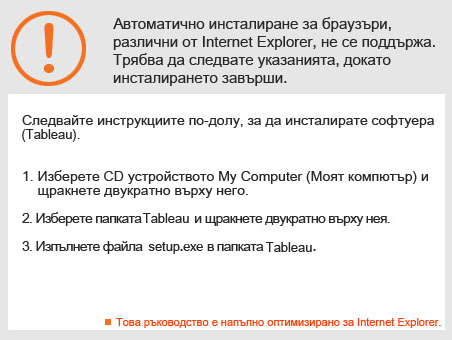 Автоматично инсталиране за браузъри,
различни от Internet Explorer, не се поддържа.
Трябва да следвате указанията, докато
инсталирането завърши.
Следвайте инструкциите по-долу, за да инсталирате софтуера
(Tableau).
1. Изберете CD устройството My Computer (Моят компютър) и
щракнете двукратно върху него.
2. Изберете папката Tableau и щракнете двукратно върху нея.
3. Изпълнете файла setup.exe в папката Tableau.
Това ръководство е напълно оптимизирано за Internet Explorer.